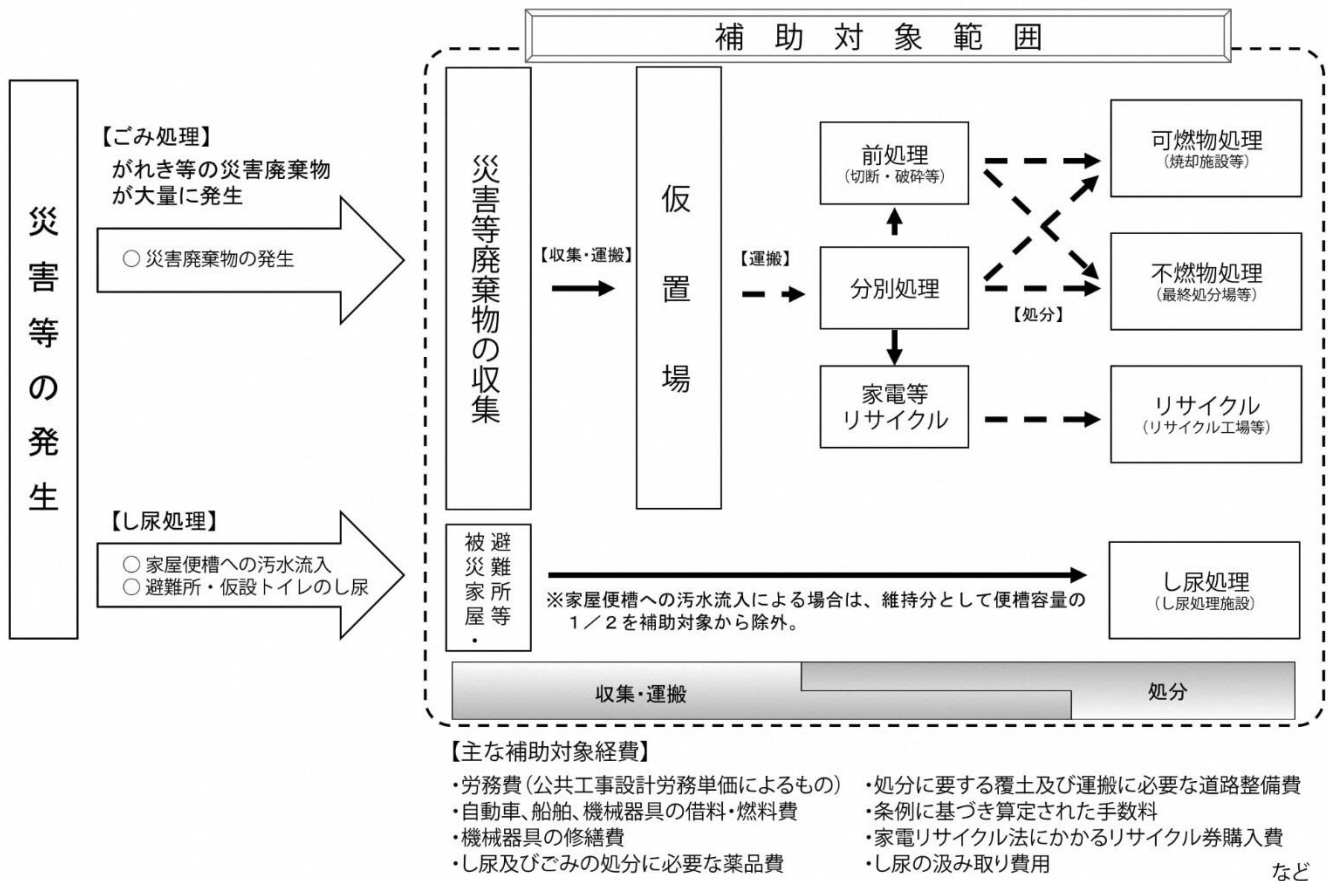 補助対象範囲
災害等の発生
【ごみ処理】
がれき等の災害廃棄物
が大量に発生
○ 災害廃棄物の発生
【し尿処理】
○ 家屋便槽への汚水流入
○ 避難所・仮設トイレのし尿
災害等廃棄物の収集
【収集・運搬】
仮置場
【運搬】
前処理
(切断・破砕等)
分別処理
家電等
リサイクル
【処分】
可燃物処理
(焼却施設等)
不燃物処理
(最終処分場等)
リサイクル
(リサイクル工場等)
避難所等
被災家屋・
※家屋便槽への汚水流入による場合は、維持分として便槽容量の
1/2を補助対象から除外。
し尿処理
(し尿処理施設)
収集・運搬
処分
【主な補助対象経費】
・労務費(公共工事設計労務単価によるもの)
・自動車、船舶、機械器具の借料・燃料費
・機械器具の修繕費
・し尿及びごみの処分に必要な薬品費
・処分に要する覆土及び運搬に必要な道路整備費
・条例に基づき算定された手数料
・家電リサイクル法にかかるリサイクル券購入費
・し尿の汲み取り費用
など